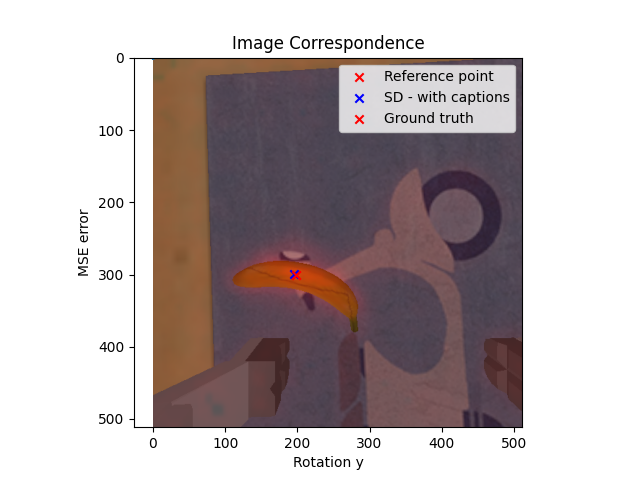 Image Correspondence
Reference point
SD - with captions
Ground truth
MSE error
0
100
200
300
400
500
0 100 200 300 400 500
Rotation y